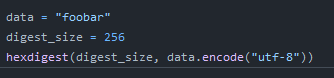 data = "foobar"
digest_size = 256
hexdigest(digest_size, data.encode("utf-8"))